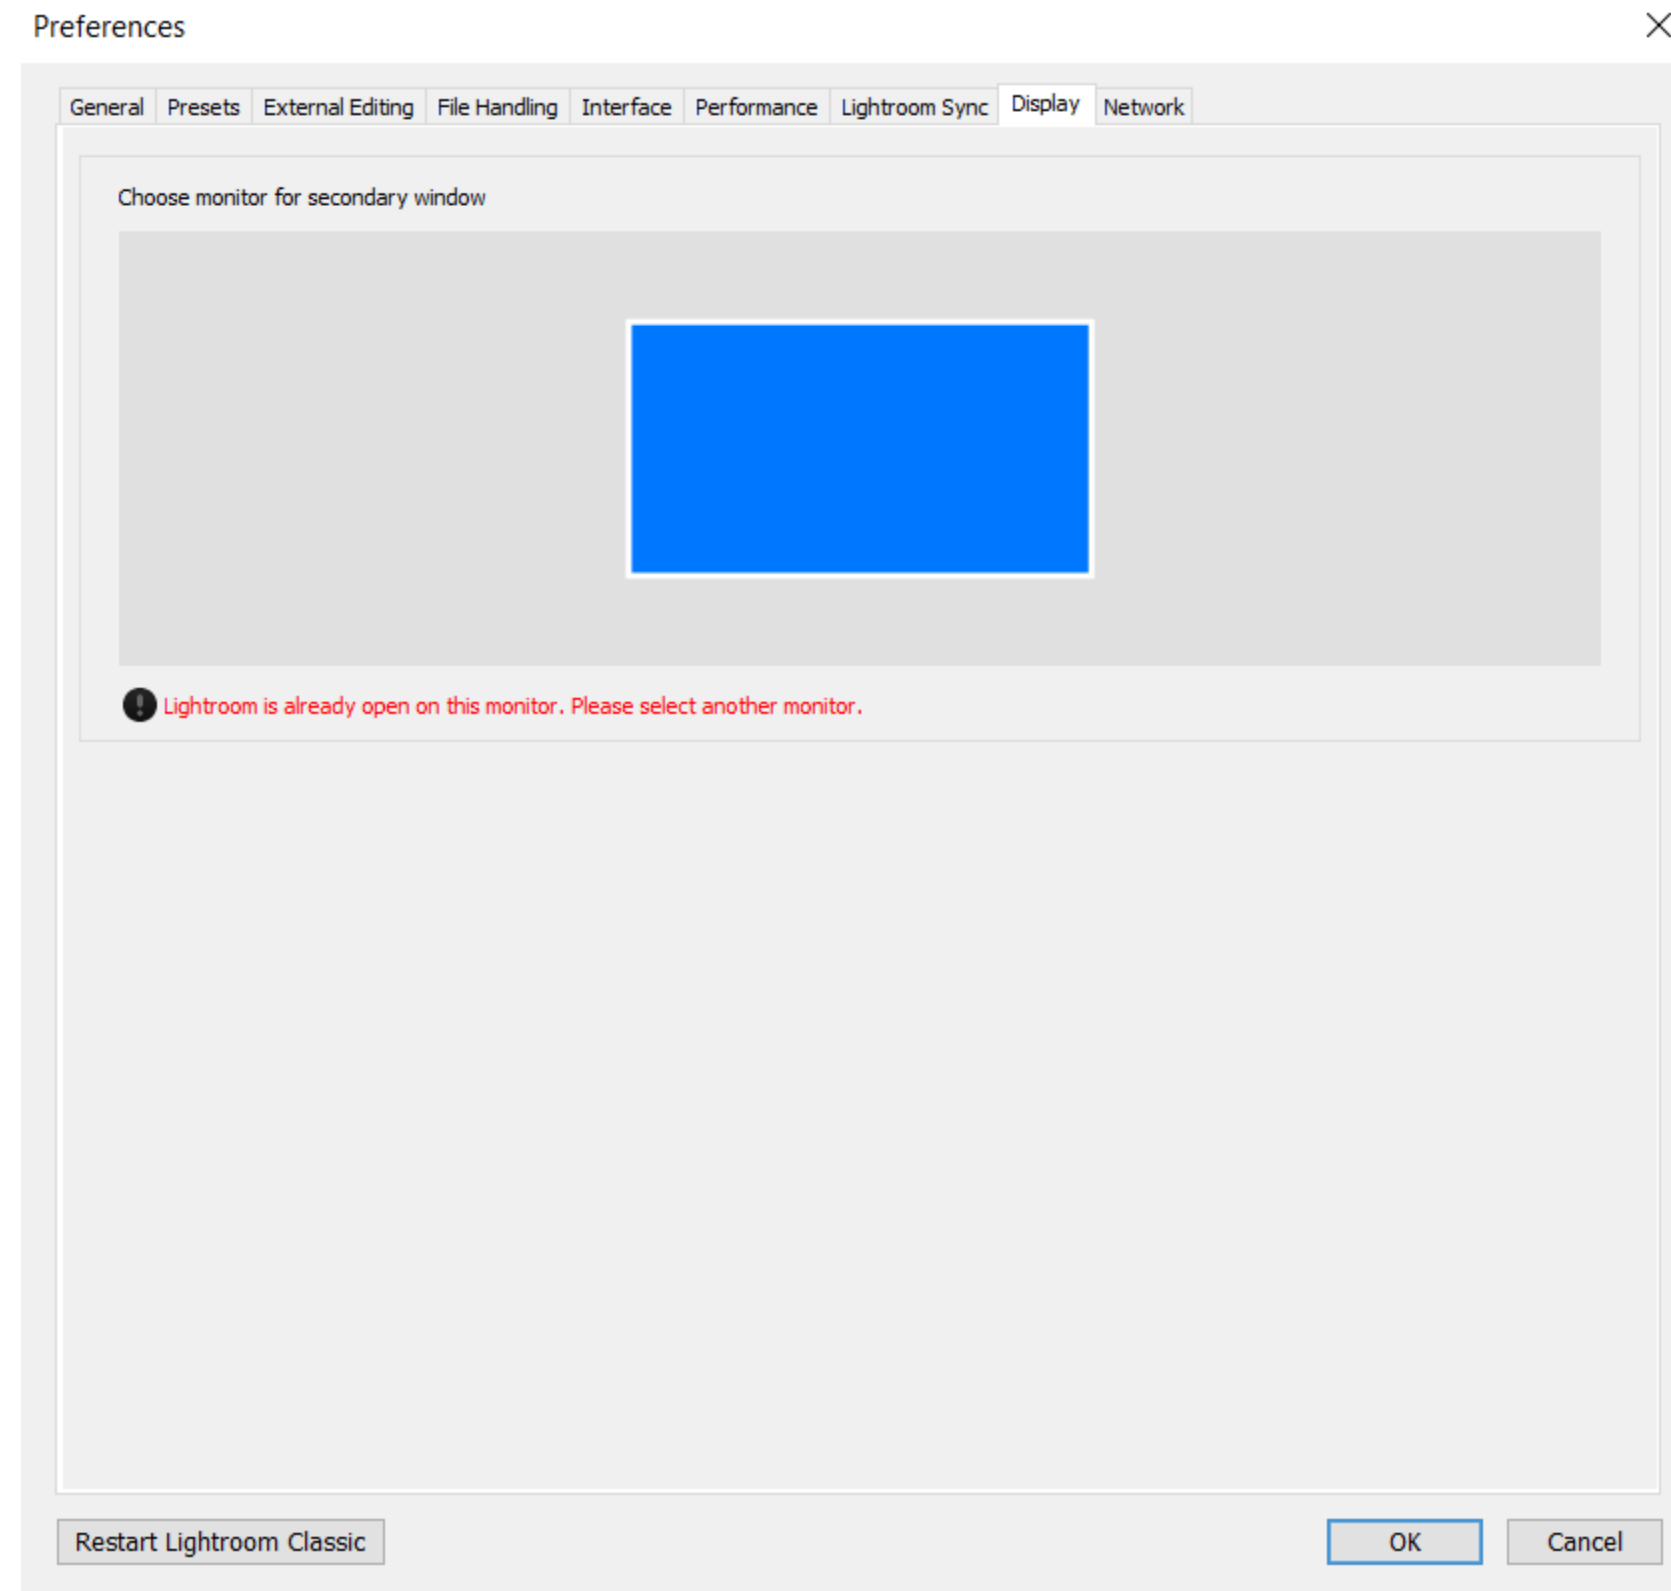 Preferences
General Presets External Editing File Handling Interface Performance Lightroom Sync Display Network
Choose monitor for secondary window
Lightroom is already open on this monitor. Please select another monitor.
Restart Lightroom Classic OK Cancel